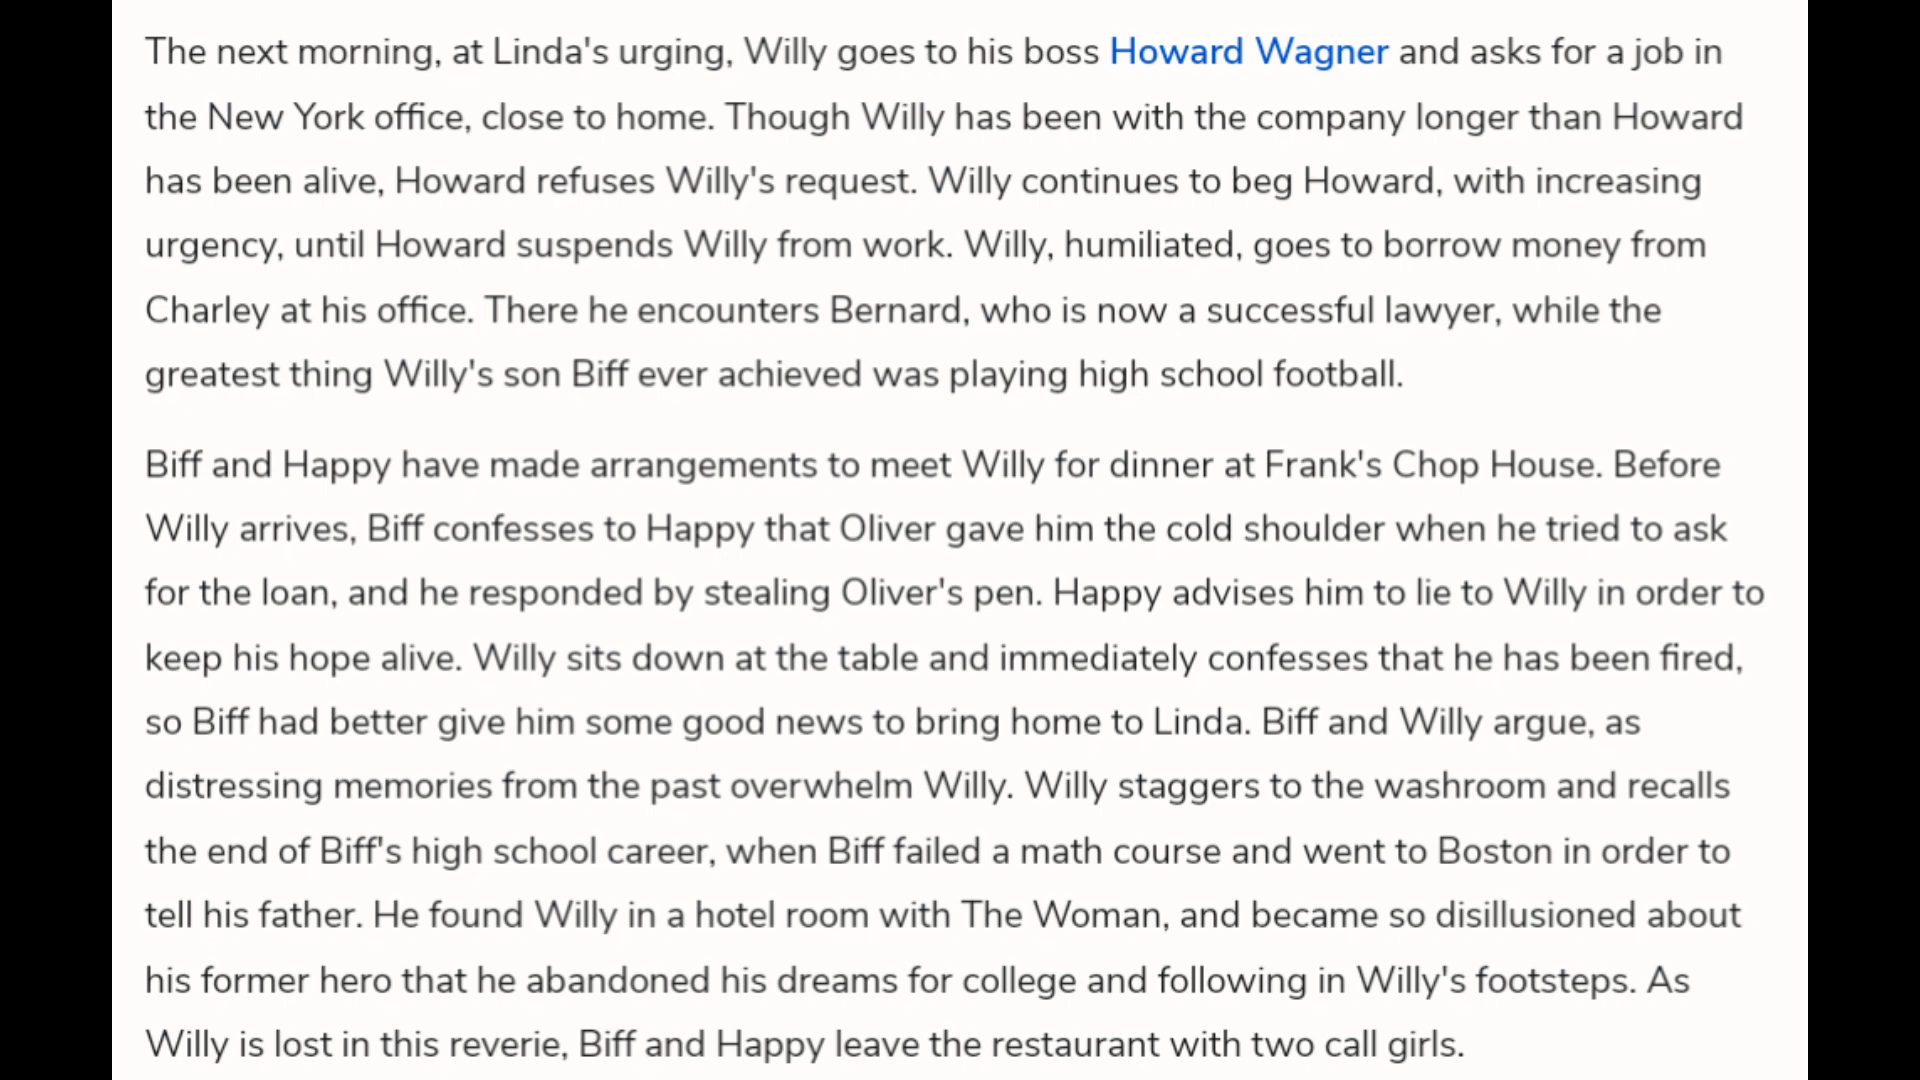 The next morning, at Linda's urging, Willy goes to his boss Howard Wagner and asks for a job in
the New York office, close to home. Though Willy has been with the company longer than Howard
has been alive, Howard refuses Willy's request. Willy continues to beg Howard, with increasing
urgency, until Howard suspends Willy from work. Willy, humiliated, goes to borrow money from
Charley at his office. There he encounters Bernard, who is now a successful lawyer, while the
greatest thing Willy's son Biff ever achieved was playing high school football.
Biff and Happy have made arrangements to meet Willy for dinner at Frank's Chop House. Before
Willy arrives, Biff confesses to Happy that Oliver gave him the cold shoulder when he tried to ask
for the loan, and he responded by stealing Oliver's pen. Happy advises him to lie to Willy in order to
keep his hope alive. Willy sits down at the table and immediately confesses that he has been fired,
so Biff had better give him some good news to bring home to Linda. Biff and Willy argue, as
distressing memories from the past overwhelm Willy. Willy staggers to the washroom and recalls
the end of Biff's high school career, when Biff failed a math course and went to Boston in order to
tell his father. He found Willy in a hotel room with The Woman, and became so disillusioned about
his former hero that he abandoned his dreams for college and following in Willy's footsteps. As
Willy is lost in this reverie, Biff and Happy leave the restaurant with two call girls.